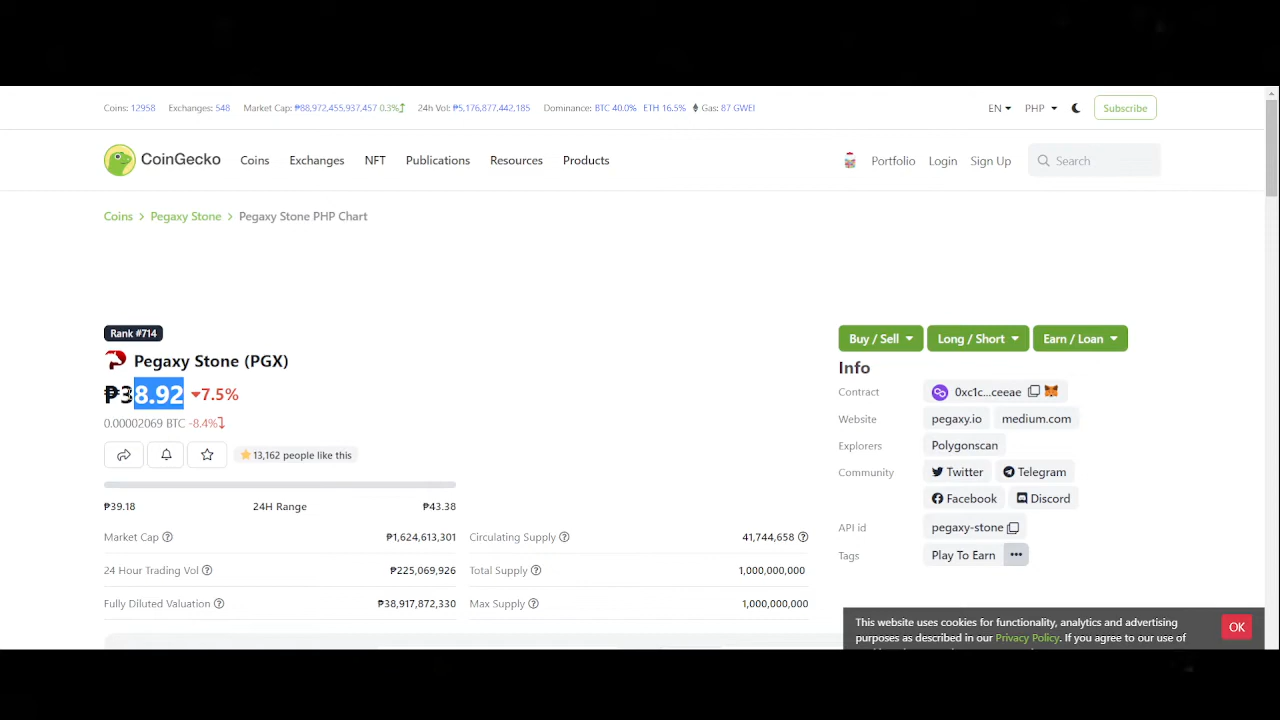 Coins: 12958 Exchanges: 548 Market Cap: ₱88,972,455,937,457 0.3% 24h Vol: ₱5,176,877,442,185 Dominance: BTC 40.0% ETH 16.5% Gas: 87 GWEI EN PHP Subscribe
CoinGecko Coins Exchanges NFT Publications Resources Products Portfolio Login Sign Up Search
Coins > Pegaxy Stone > Pegaxy Stone PHP Chart
Rank #714
Pegaxy Stone (PGX)
₱38.92 7.5%
0.00002069 BTC -8.4%
13,162 people like this
₱39.18 24H Range ₱43.38
Market Cap ₱1,624,613,301
24 Hour Trading Vol ₱225,069,926
Fully Diluted Valuation ₱38,917,872,330
Circulating Supply 41,744,658
Total Supply 1,000,000,000
Max Supply 1,000,000,000
Buy / Sell Long / Short Earn / Loan
Info
Contract 0xc1c...ceeae
Website pegaxy.io medium.com
Explorers Polygonscan
Community Twitter Telegram
Facebook Discord
API id pegaxy-stone
Tags Play To Earn •••
This website uses cookies for functionality, analytics and advertising
purposes as described in our Privacy Policy. If you agree to our use of
OK